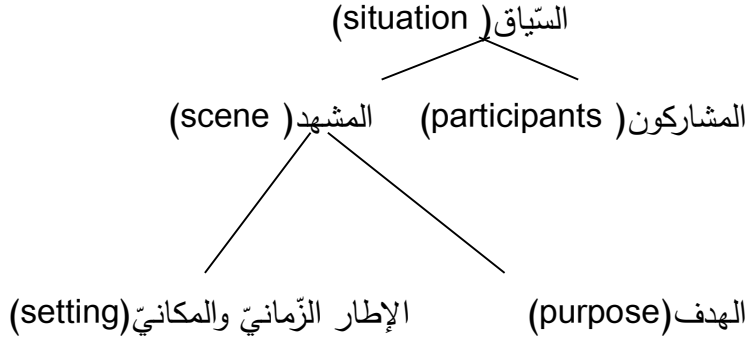 السّياق (situation)
المشاركون (participants) المشهد (scene)
الهدف (purpose) الإطار الزّمانيّ والمكانيّ (setting)